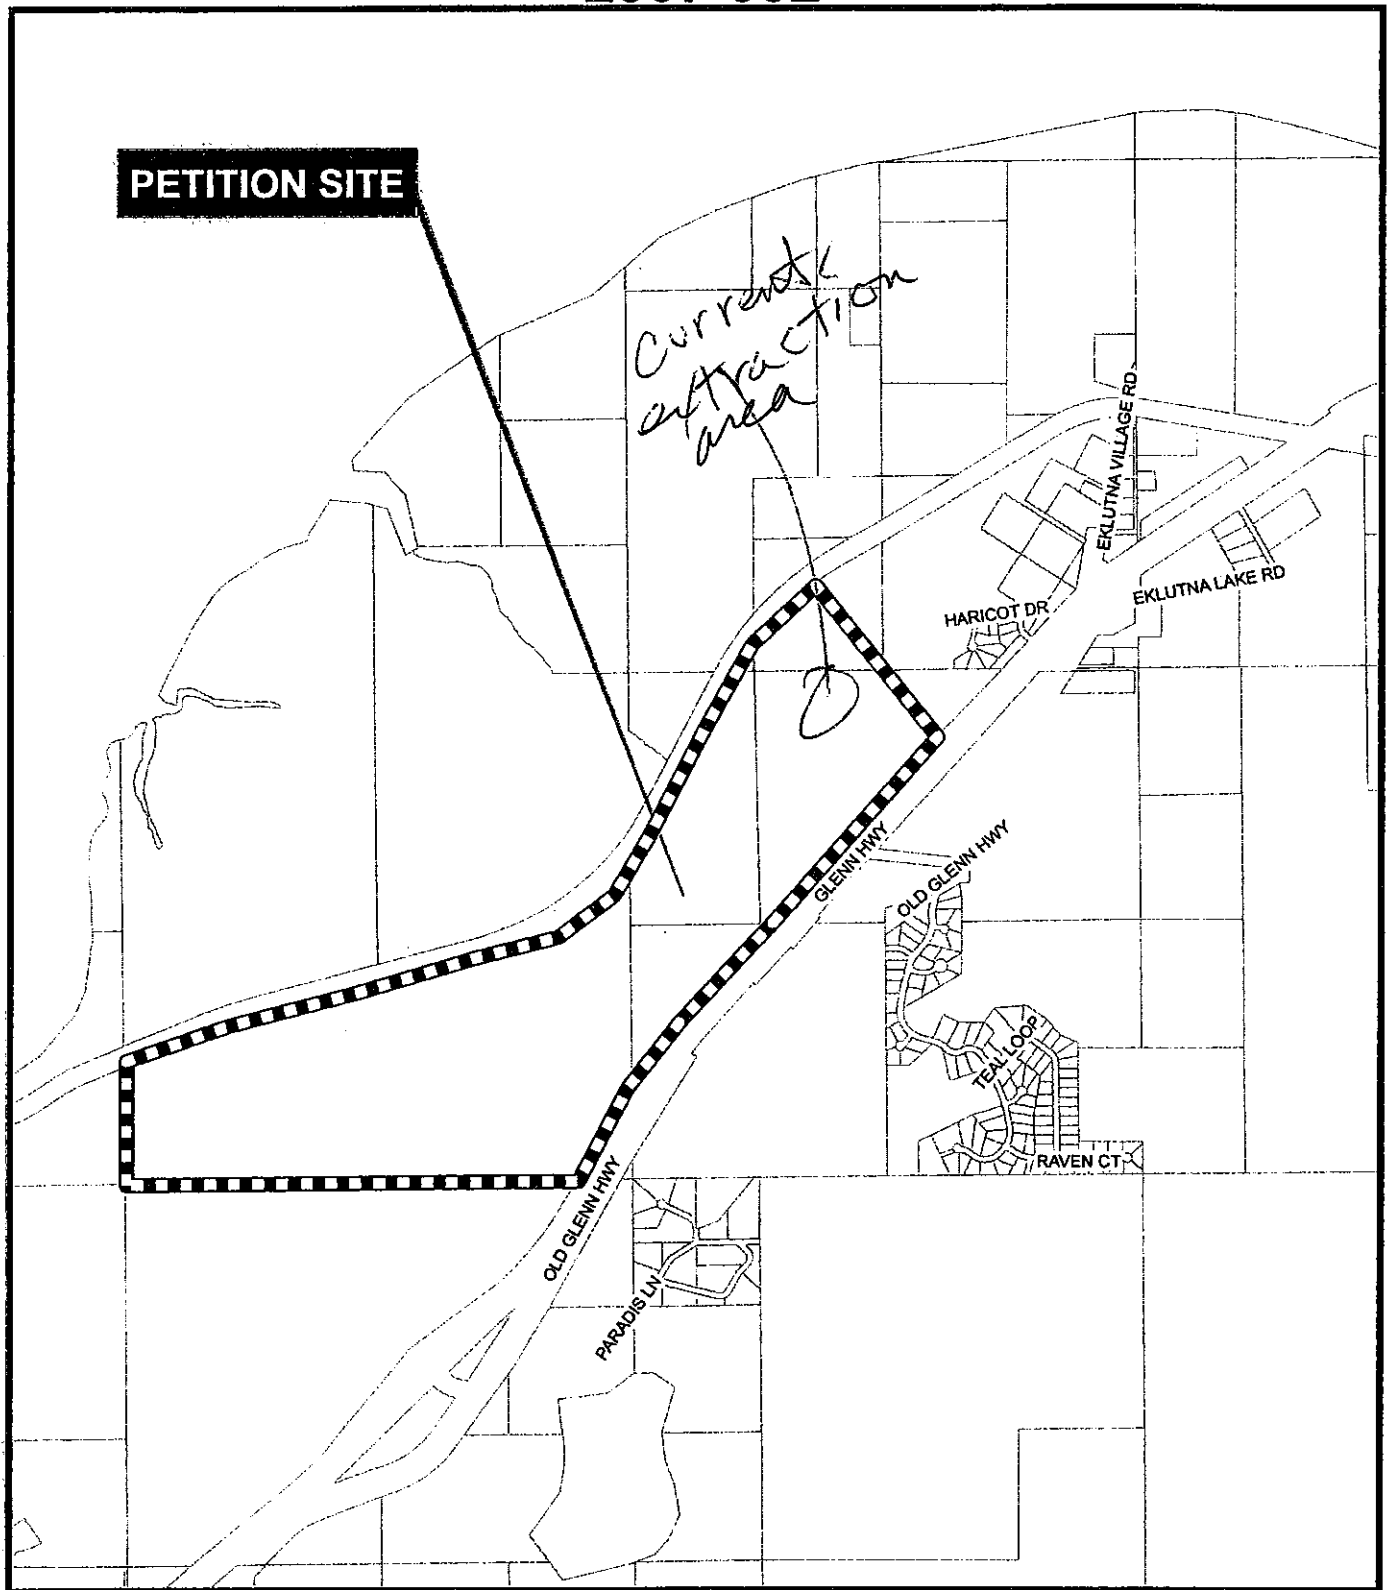 PETITION SITE
Current
extraction
area
EKLUTNA VILLAGE RD
EKLUTNA LAKE RD
HARICOT DR
GLENN HWY
OLD GLENN HWY
TEAL LOOP
RAVEN CT
OLD GLENN HWY
PARADIS LN